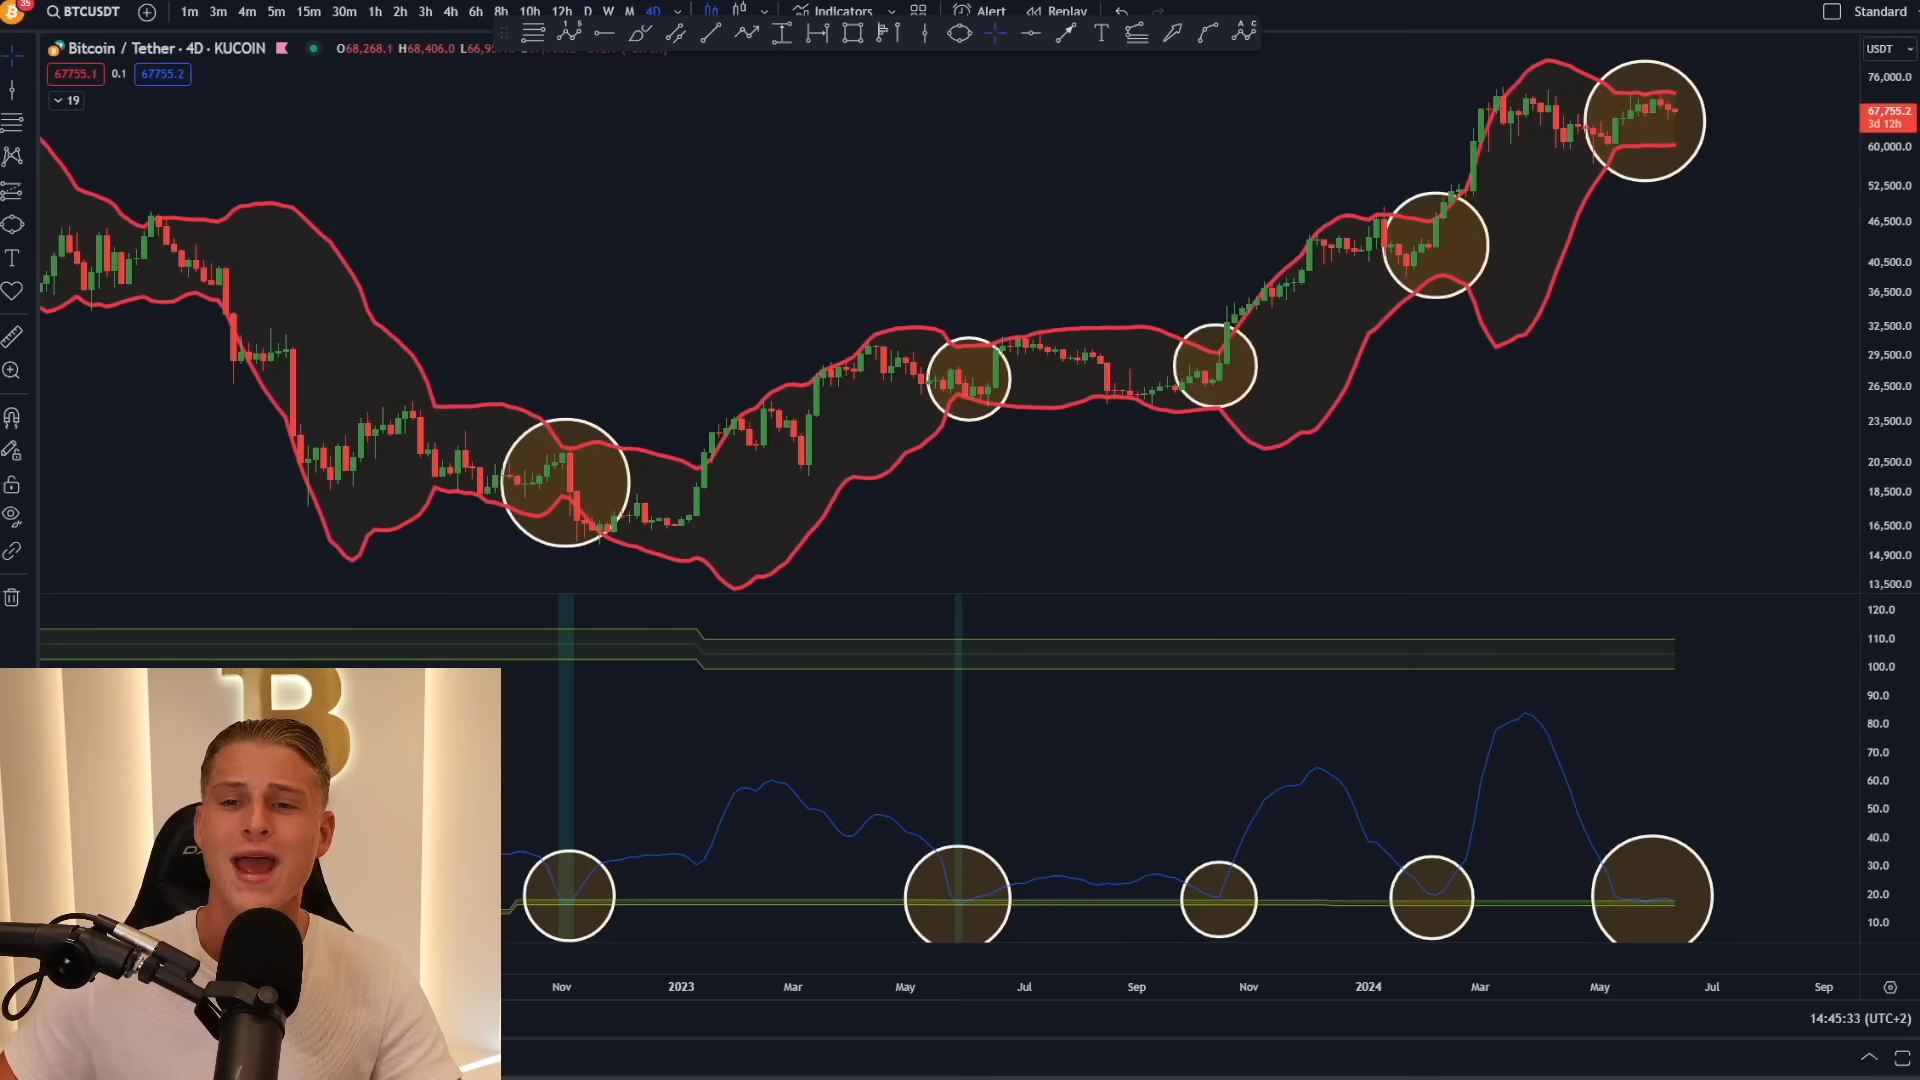 35
BTCUSDT
1m 3m 4m 5m 15m 30m 1h 2h 3h 4h 6h 8h 10h 12h D W M 4D
Indicators
Alert
Replay
Standard
Bitcoin / Tether · 4D · KUCOIN
O68,268.1 H68,406.0
67755.1
0.1
67755.2
19
1 5
A C
T
T
USDT
76,000.0
67,755.2
3d 12h
60,000.0
52,500.0
46,500.0
40,500.0
36,500.0
32,500.0
29,500.0
26,500.0
23,500.0
20,500.0
18,500.0
16,500.0
14,900.0
13,500.0
120.0
110.0
100.0
90.0
80.0
70.0
60.0
50.0
40.0
30.0
20.0
10.0
B
Nov 2023 Mar May Jul Sep Nov 2024 Mar May Jul Sep
14:45:33 (UTC+2)